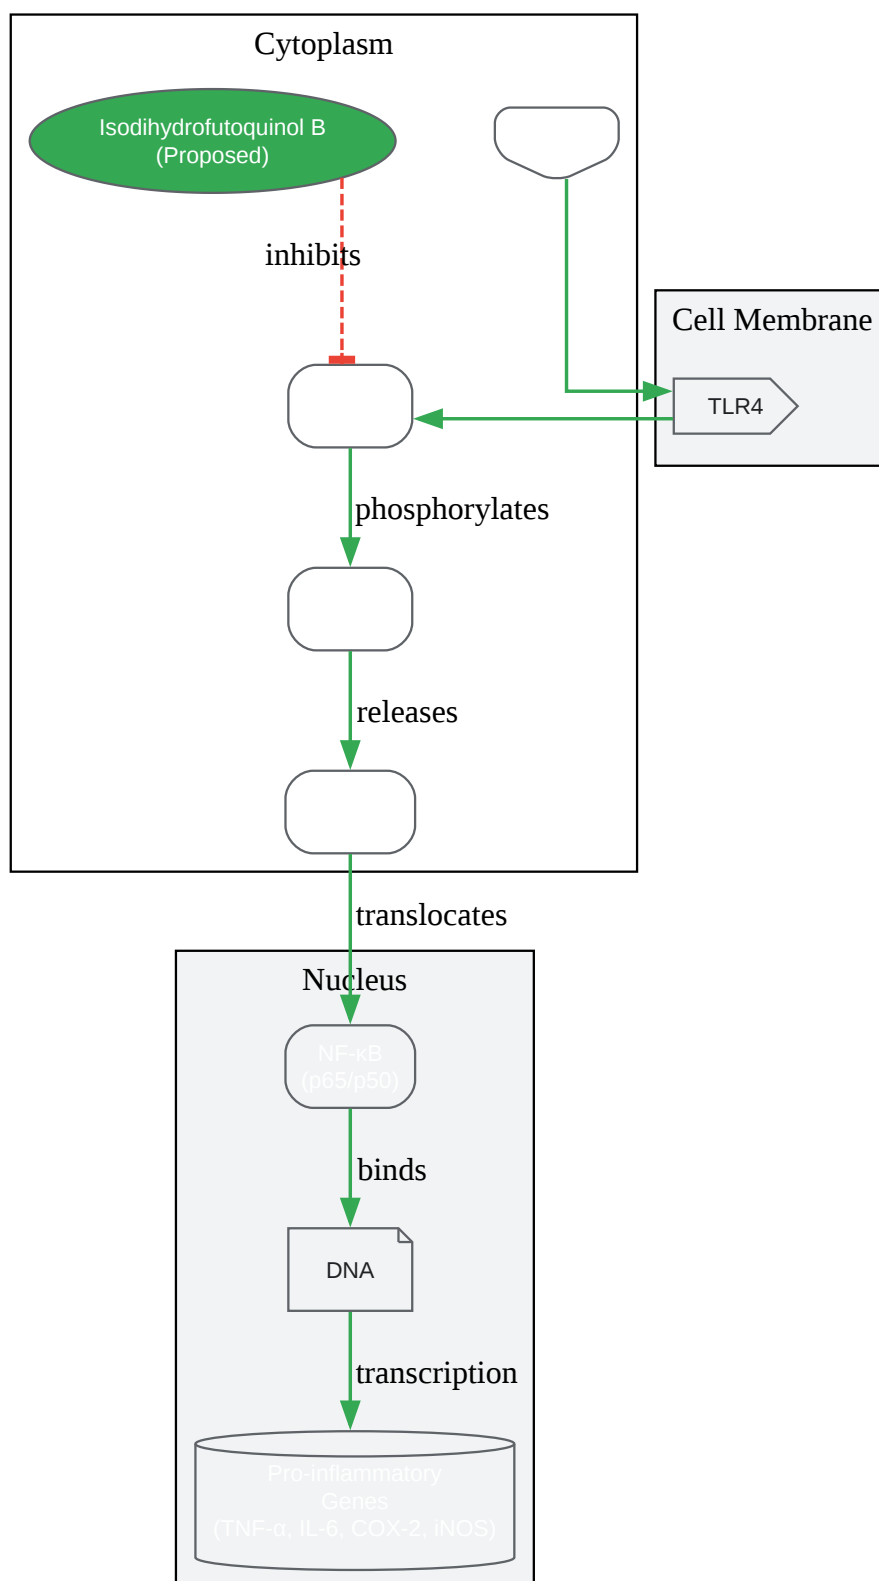 Cytoplasm
Isodihydrofutoquinol B
(Proposed)
inhibits
Cell Membrane
TLR4
phosphorylates
releases
translocates
Nucleus
NF-κB
(p65/p50)
binds
DNA
transcription
Pro-inflammatory
Genes
(TNF-α, IL-6, COX-2, iNOS)